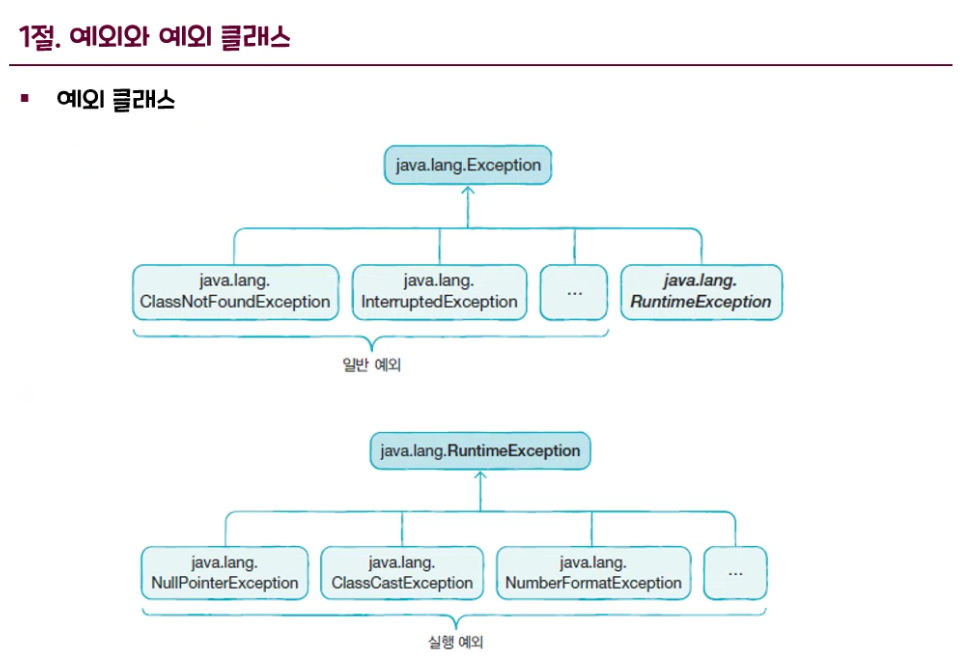 1절. 예외와 예외 클래스
▪ 예외 클래스
java.lang.Exception
java.lang.
ClassNotFoundException
java.lang.
InterruptedException
...
java.lang.
RuntimeException
일반 예외
java.lang.RuntimeException
java.lang.
NullPointerException
java.lang.
ClassCastException
java.lang.
NumberFormatException
...
실행 예외